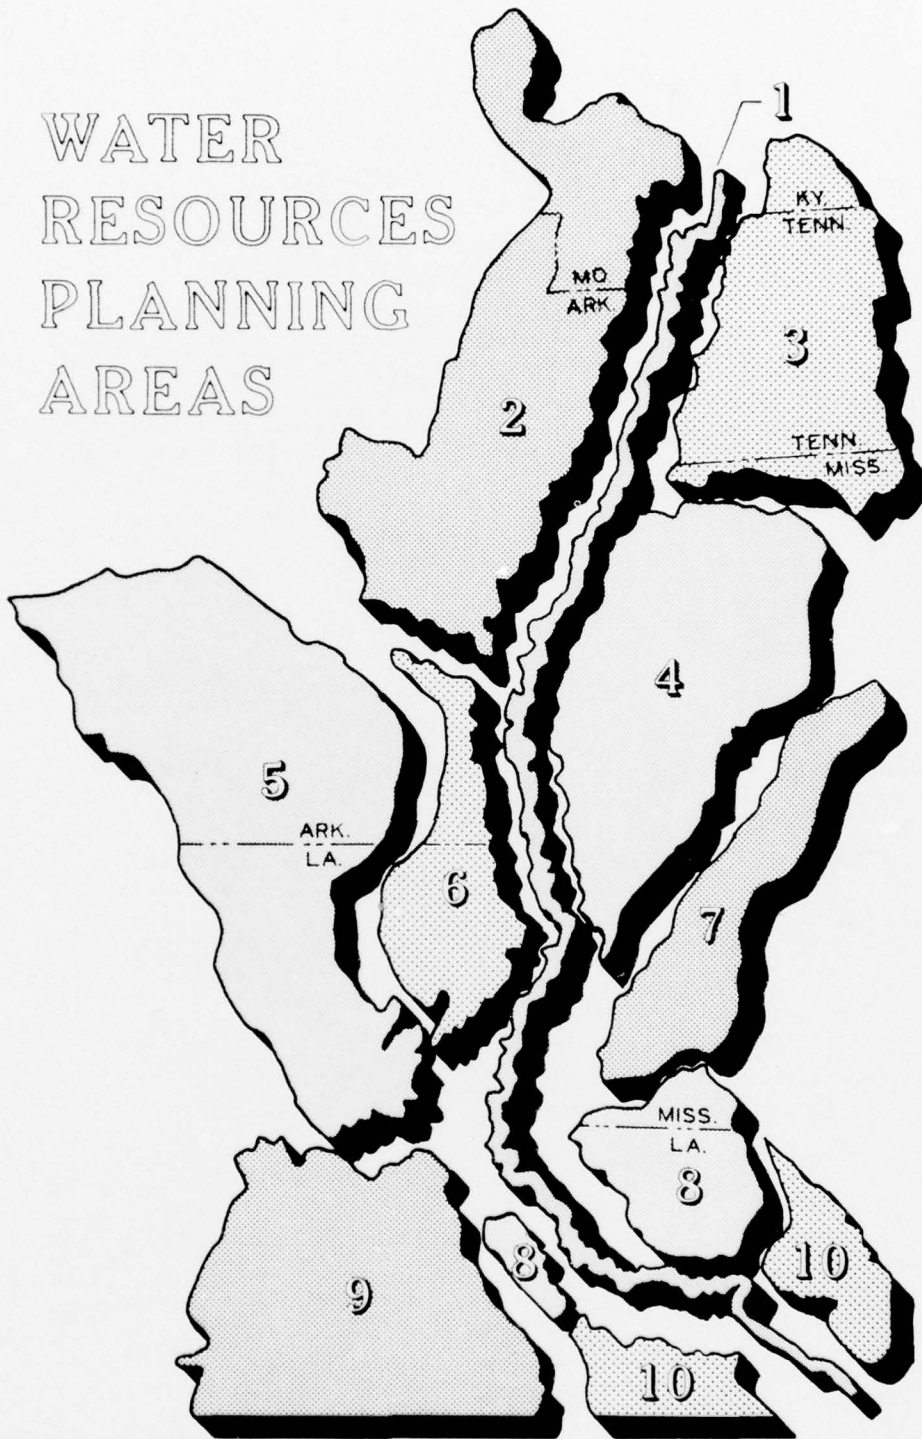 WATER
RESOURCES
PLANNING
AREAS
1
KY.
TENN
MO
ARK.
3
2
TENN
MISS.
4
5
ARK.
LA.
6
7
MISS.
LA.
8
8
10
9
10